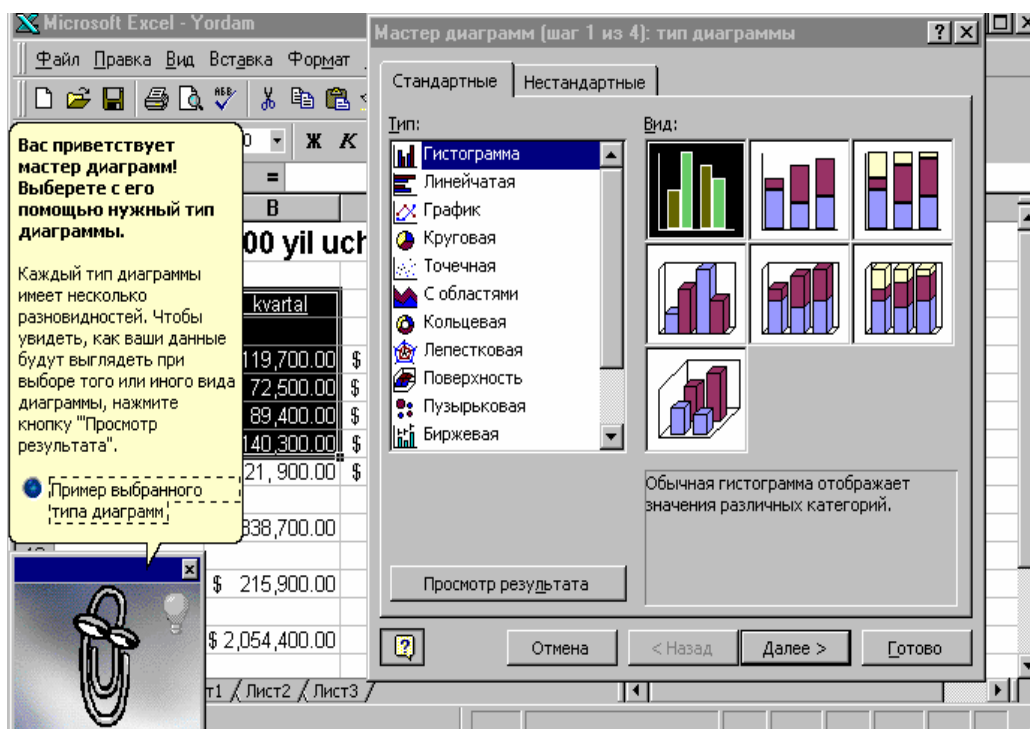 Microsoft Excel - Yordam
Файл Правка Вид Вставка Формат
Ж К
=
B
00 yil uch
kvartal
119,700.00 $
72,500.00 $
89,400.00 $
140,300.00 $
21,900.00 $
838,700.00
$ 215,900.00
$ 2,054,400.00
Лист2 Лист3
Вас приветствует
мастер диаграмм!
Выберете с его
помощью нужный тип
диаграммы.
Каждый тип диаграммы
имеет несколько
разновидностей. Чтобы
увидеть, как ваши данные
будут выглядеть при
выборе того или иного вида
диаграммы, нажмите
кнопку "Просмотр
результата".
Пример выбранного
типа диаграмм
Мастер диаграмм (шаг 1 из 4): тип диаграммы
Стандартные Нестандартные
Тип:
Гистограмма
Линейчатая
График
Круговая
Точечная
С областями
Кольцевая
Лепестковая
Поверхность
Пузырьковая
Биржевая
Вид:
Обычная гистограмма отображает
значения различных категорий.
Просмотр результата
Отмена
< Назад
Далее >
Готово